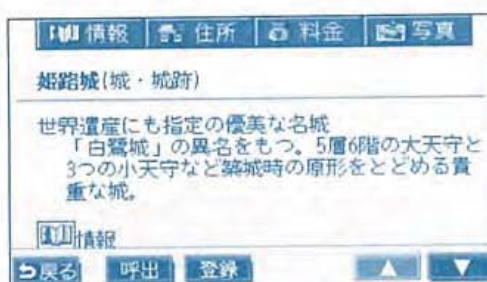 情報 住所 料金 写真
姫路城(城・城跡)
世界遺産にも指定の優美な名城
「白鷺城」の異名をもつ。5層6階の大天守と
3つの小天守など築城時の原形をとどめる貴
重な城。
情報
戻る 呼出 登録 ▲ ▼